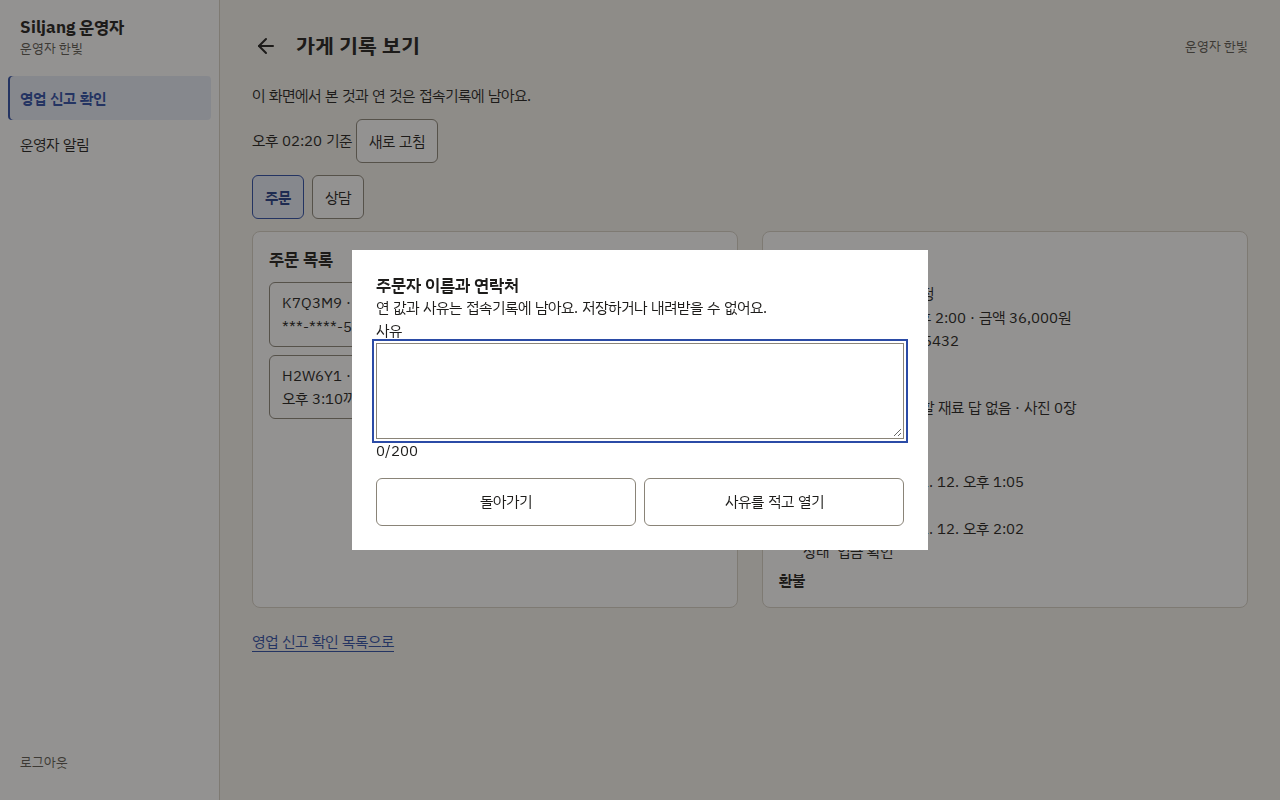 Siljang 운영자
운영자 한빛
영업 신고 확인
운영자 알림
로그아웃
가게 기록 보기
운영자 한빛
이 화면에서 본 것과 연 것은 접속기록에 남아요.
오후 02:20 기준
새로 고침
주문
상담
주문 목록
K7Q3M9 ·
***-****-5
H2W6Y1 ·
오후 3:10까
주문자 이름과 연락처
연 값과 사유는 접속기록에 남아요. 저장하거나 내려받을 수 없어요.
사유
0/200
돌아가기
사유를 적고 열기
2:00 · 금액 36,000원
5432
재료 답 없음 · 사진 0장
. 12. 오후 1:05
. 12. 오후 2:02
상태 입금 확인
환불
영업 신고 확인 목록으로